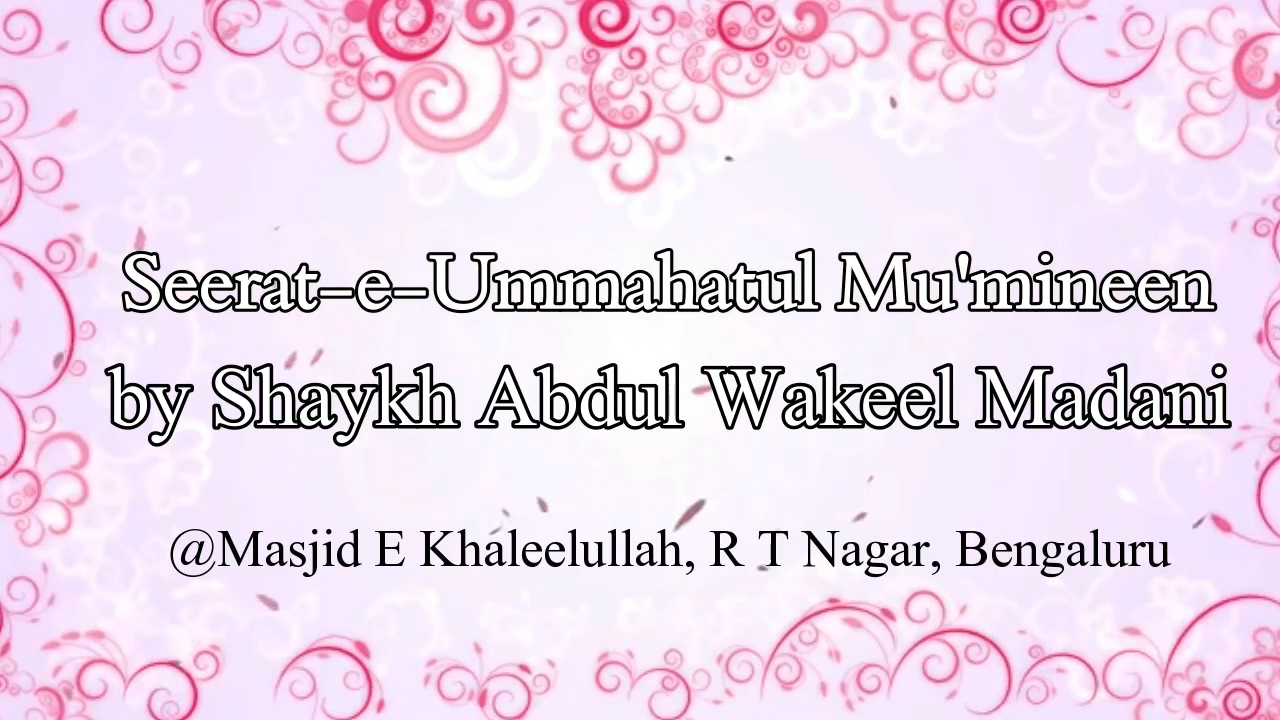 Seerat-e-Ummahatul Mu'mineen
by Shaykh Abdul Wakeel Madani
@Masjid E Khaleelullah, R T Nagar, Bengaluru